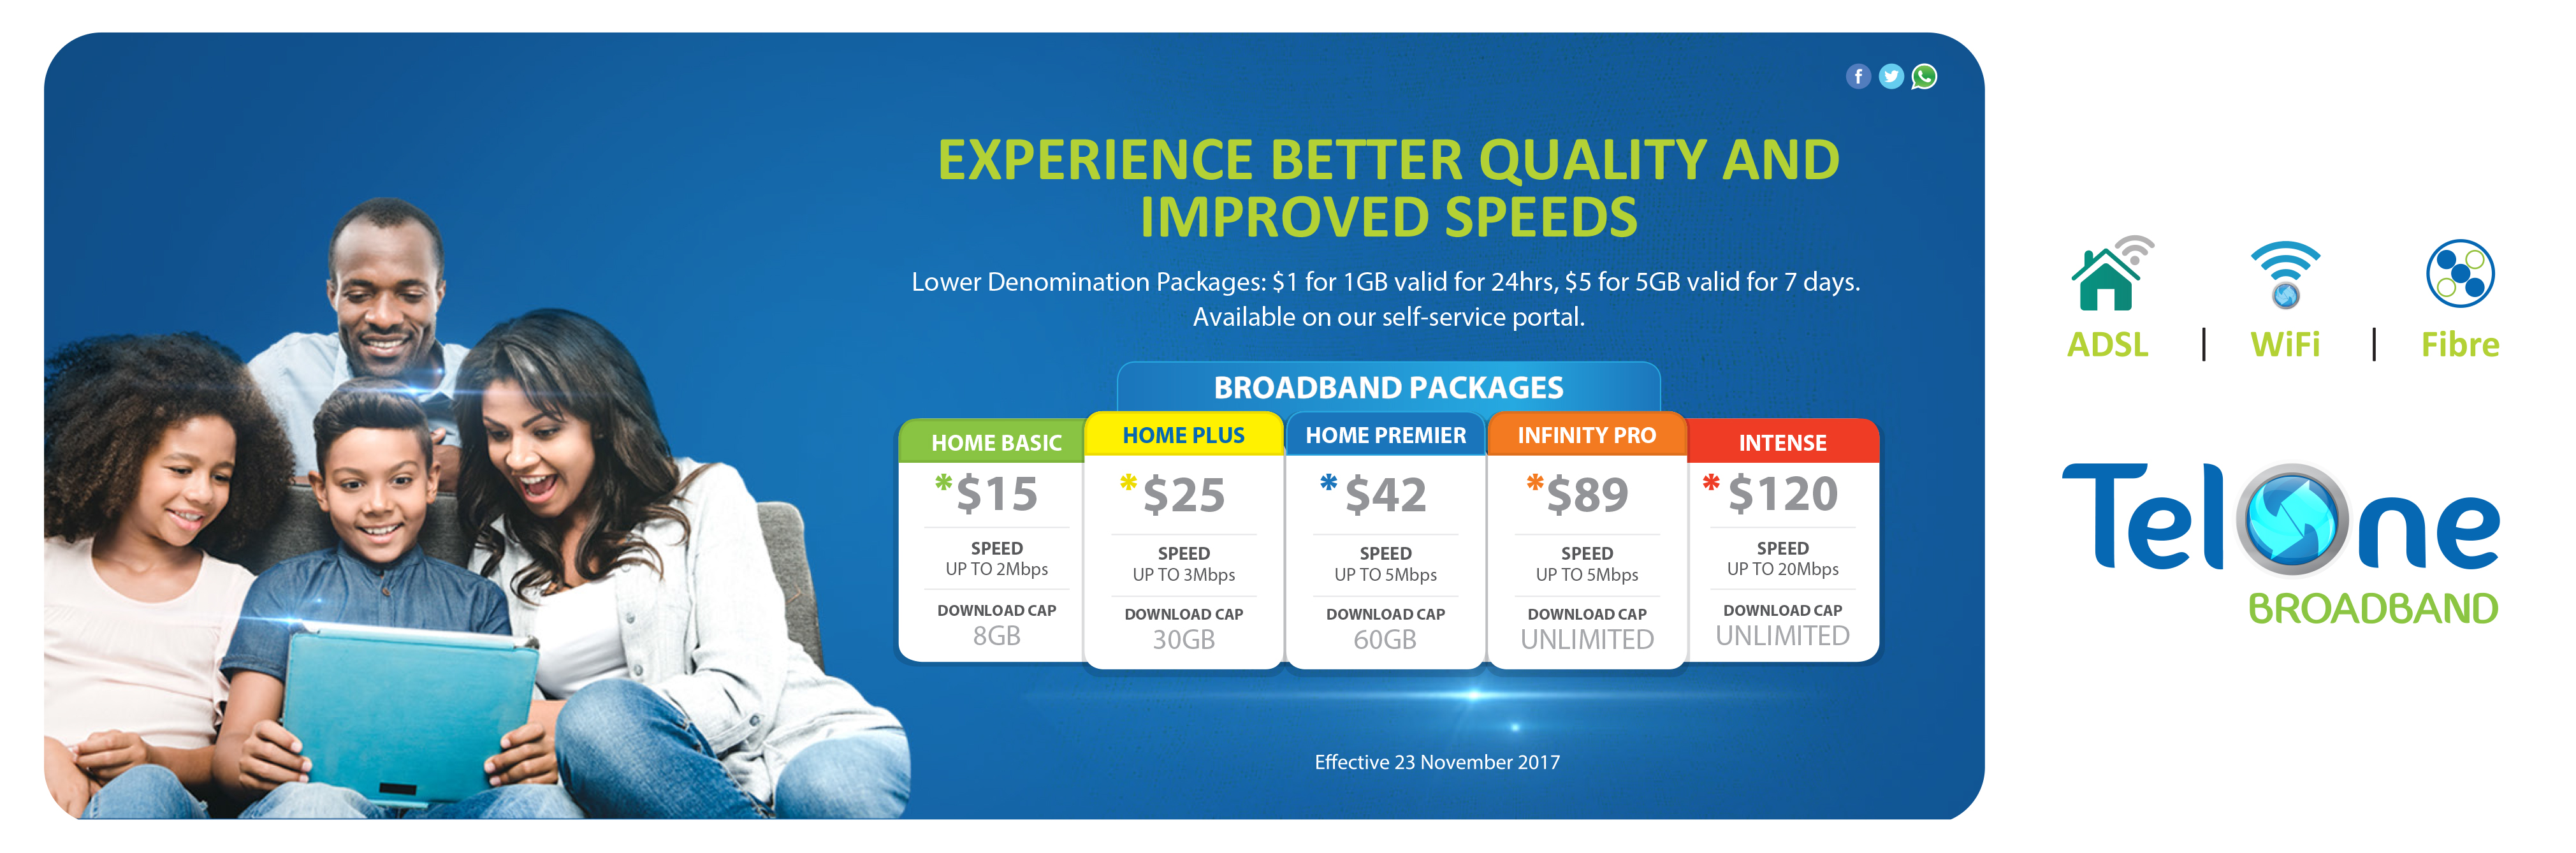 EXPERIENCE BETTER QUALITY AND
IMPROVED SPEEDS
Lower Denomination Packages: $1 for 1GB valid for 24hrs, $5 for 5GB valid for 7 days.
Available on our self-service portal.
BROADBAND PACKAGES
HOME BASIC
*$15
SPEED
UP TO 2Mbps
DOWNLOAD CAP
8GB
HOME PLUS
*$25
SPEED
UP TO 3Mbps
DOWNLOAD CAP
30GB
HOME PREMIER
*$42
SPEED
UP TO 5Mbps
DOWNLOAD CAP
60GB
INFINITY PRO
*$89
SPEED
UP TO 5Mbps
DOWNLOAD CAP
UNLIMITED
INTENSE
*$120
SPEED
UP TO 20Mbps
DOWNLOAD CAP
UNLIMITED
Effective 23 November 2017
ADSL | WiFi | Fibre
TelOne
BROADBAND